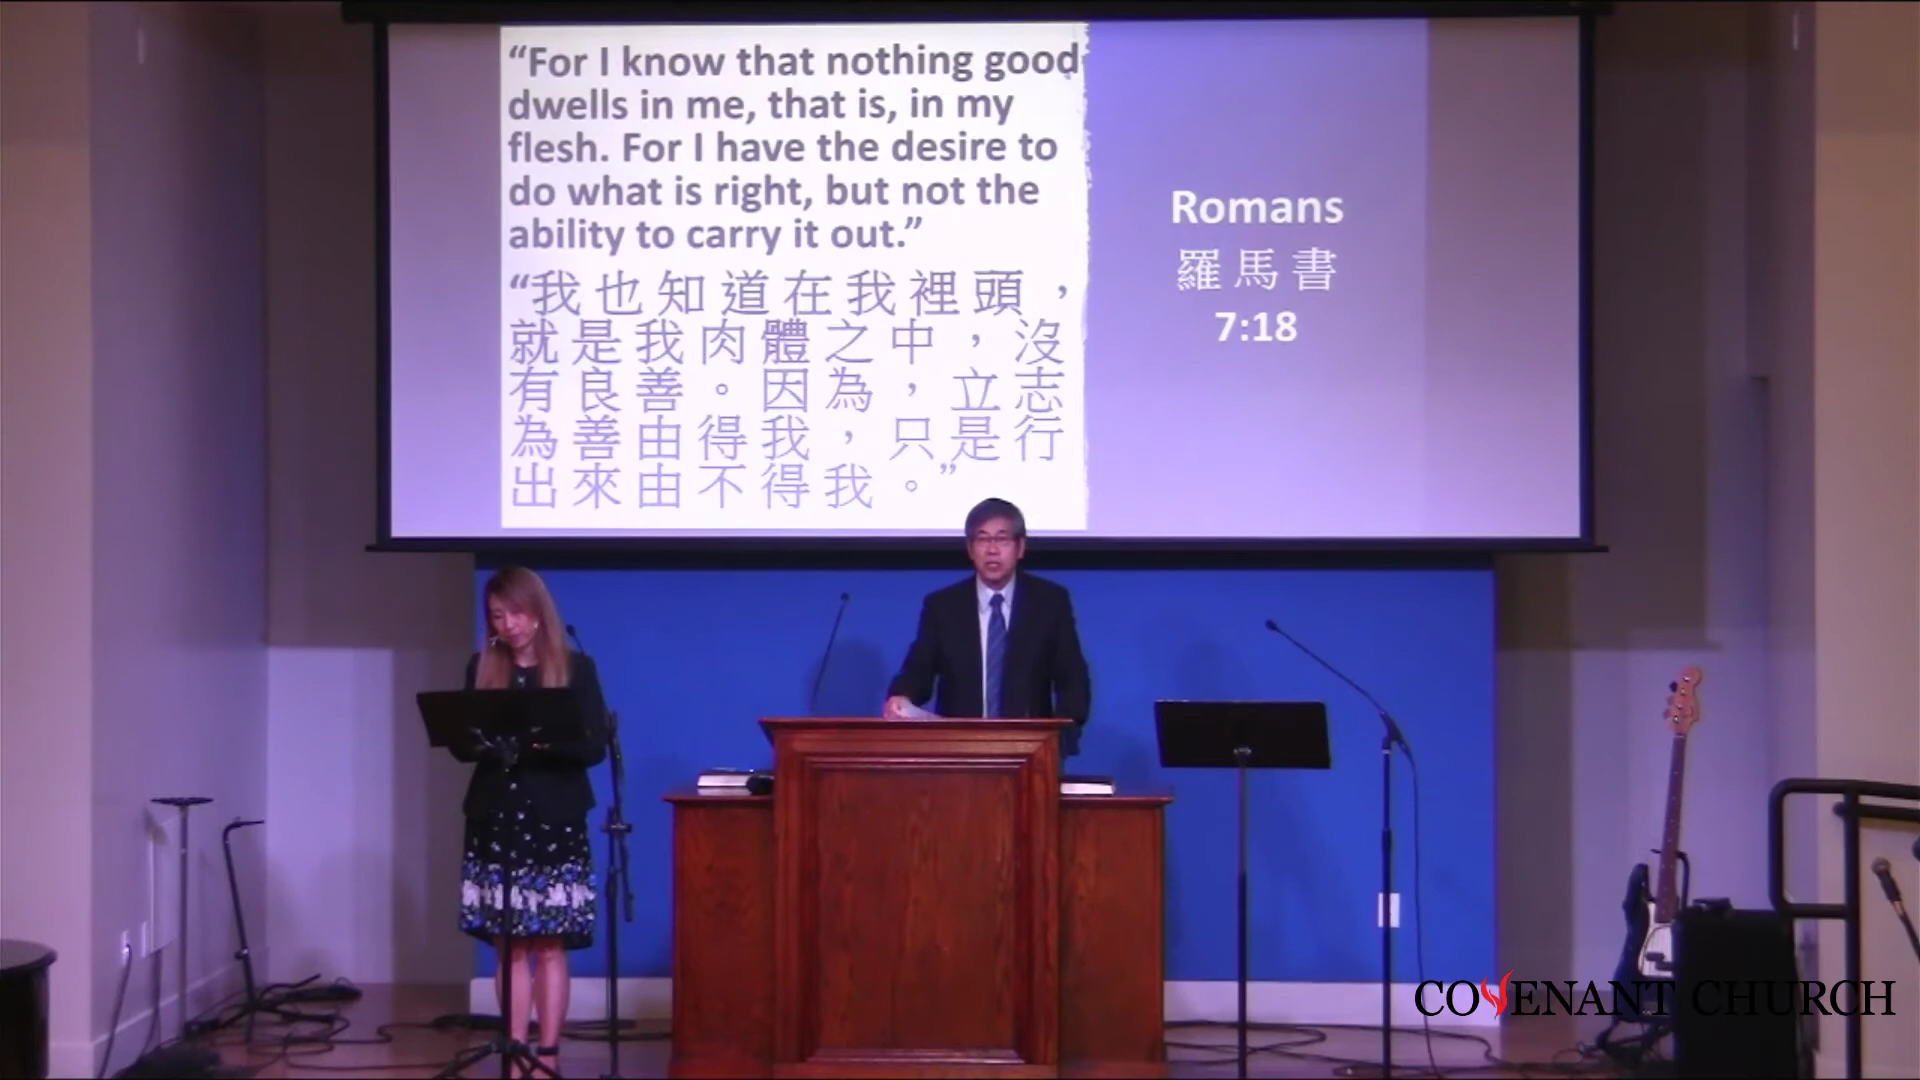 “For I know that nothing good
dwells in me, that is, in my
flesh. For I have the desire to
do what is right, but not the
ability to carry it out.”
“我也知道在我裡頭，
就是我肉體之中，沒
有良善。因為，立志
為善由得我，只是行
出來由不得我。”
Romans
羅馬書
7:18
COVENANT CHURCH